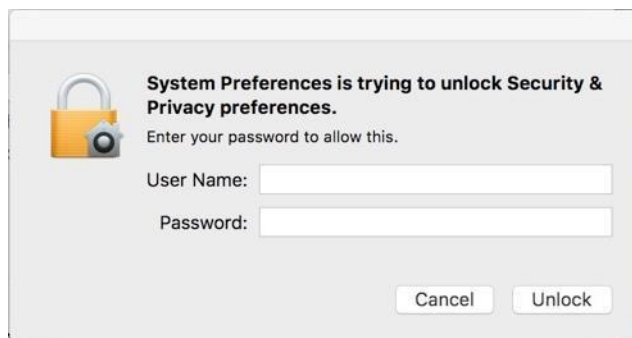 System Preferences is trying to unlock Security &
Privacy preferences.
Enter your password to allow this.
User Name:
Password:
Cancel Unlock